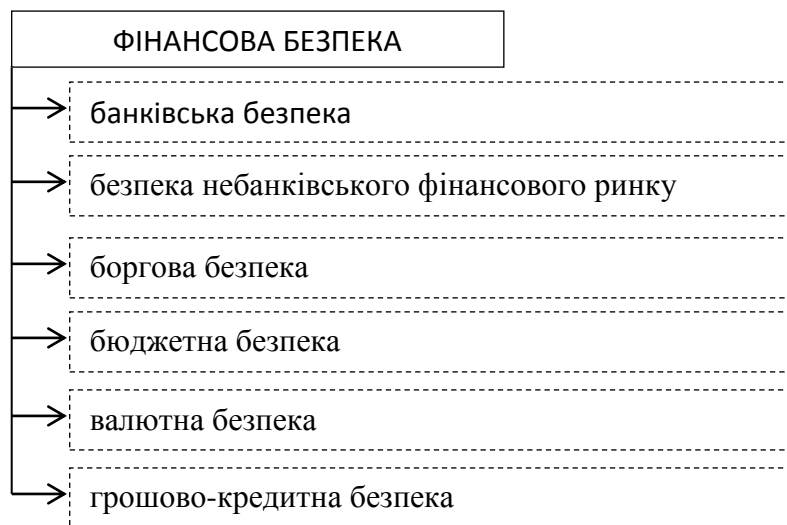 ФІНАНСОВА БЕЗПЕКА
банківська безпека
безпека небанківського фінансового ринку
боргова безпека
бюджетна безпека
валютна безпека
грошово-кредитна безпека